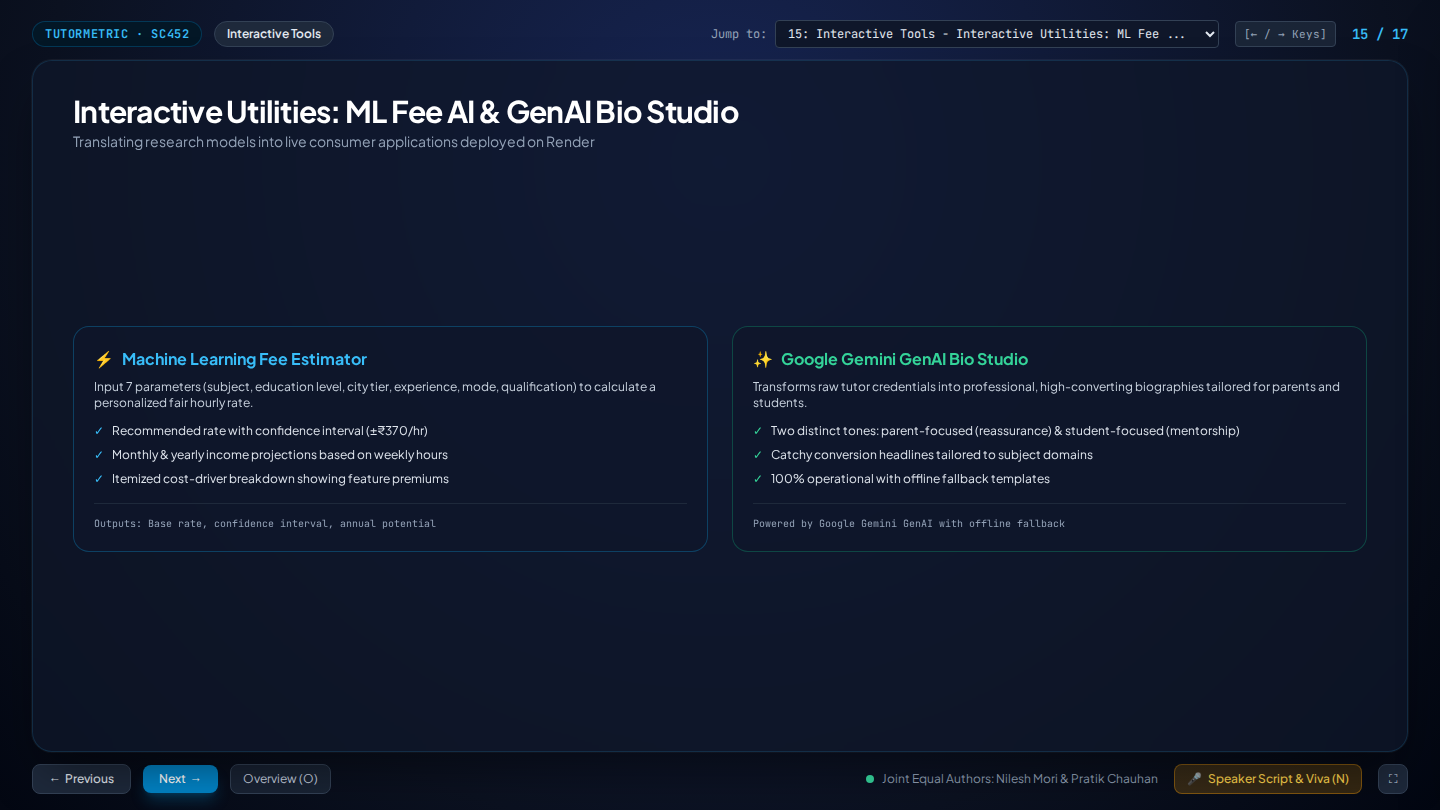 TUTORMETRIC · SC452
Interactive Tools
Jump to:
15: Interactive Tools - Interactive Utilities: ML Fee ...
[← / → Keys]
15 / 17
Interactive Utilities: ML Fee AI & GenAI Bio Studio
Translating research models into live consumer applications deployed on Render
⚡ Machine Learning Fee Estimator
Input 7 parameters (subject, education level, city tier, experience, mode, qualification) to calculate a
personalized fair hourly rate.
✓ Recommended rate with confidence interval (±₹370/hr)
✓ Monthly & yearly income projections based on weekly hours
✓ Itemized cost-driver breakdown showing feature premiums
Outputs: Base rate, confidence interval, annual potential
✨ Google Gemini GenAI Bio Studio
Transforms raw tutor credentials into professional, high-converting biographies tailored for parents and
students.
✓ Two distinct tones: parent-focused (reassurance) & student-focused (mentorship)
✓ Catchy conversion headlines tailored to subject domains
✓ 100% operational with offline fallback templates
Powered by Google Gemini GenAI with offline fallback
← Previous
Next →
Overview (O)
Joint Equal Authors: Nilesh Mori & Pratik Chauhan
🎤 Speaker Script & Viva (N)